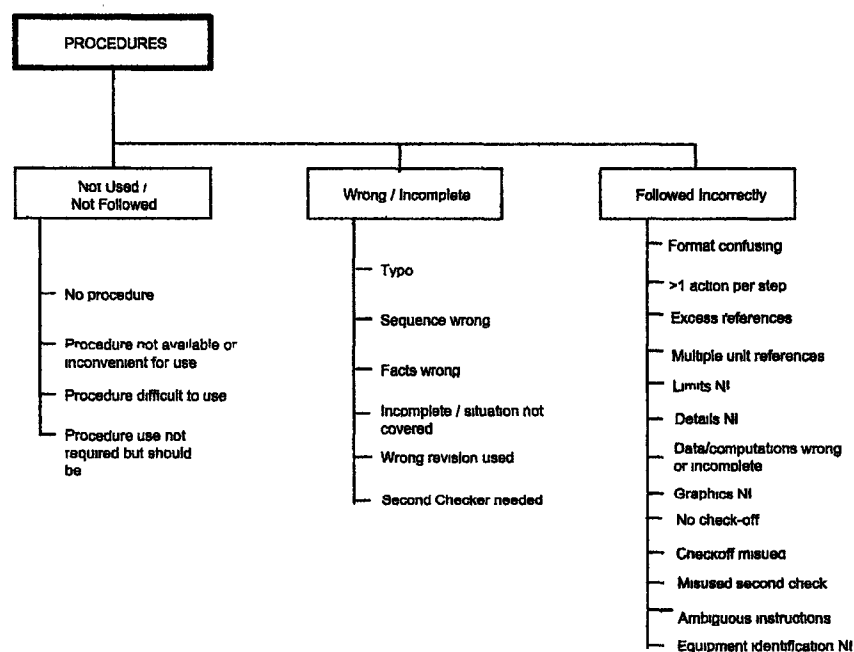 PROCEDURES
Not Used /
Not Followed
No procedure
Procedure not available or
inconvenient for use
Procedure difficult to use
Procedure use not
required but should
be
Wrong / Incomplete
Typo
Sequence wrong
Facts wrong
Incomplete / situation not
covered
Wrong revision used
Second Checker needed
Followed Incorrectly
Format confusing
>1 action per step
Excess references
Multiple unit references
Limits NI
Details NI
Data/computations wrong
or incomplete
Graphics NI
No check-off
Checkoff misued
Misused second check
Ambiguous instructions
Equipment identification NI